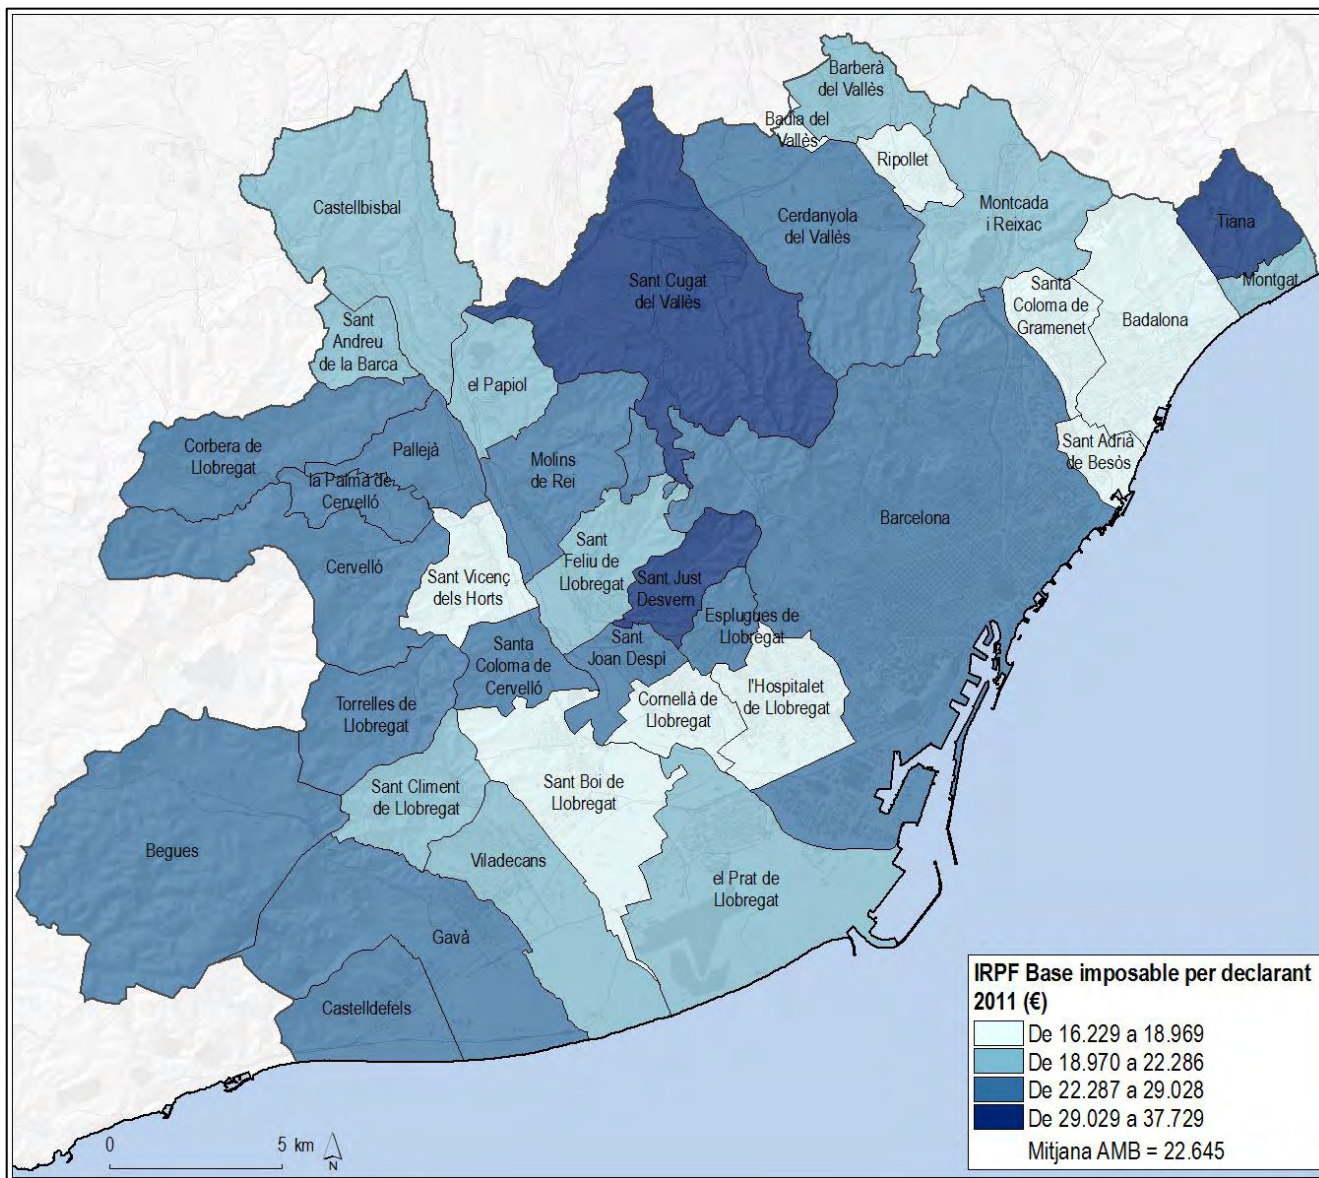 Barberà
del Vallès
Badia del
Vallès
Ripollet
Castellbisbal
Montcada
i Reixac
Cerdanyola
del Vallès
Tiana
Sant Cugat
del Vallès
Montgat
Santa
Coloma de
Gramenet
Badalona
Sant
Andreu
de la Barca
el Papiol
Corbera de
Llobregat
Pallejà
Molins
de Rei
Sant Adrià
de Besòs
la Palma de
Cervelló
Barcelona
Sant
Feliu de
Llobregat
Cervelló
Sant Vicenç
dels Horts
Sant Just
Desvern
Esplugues de
Llobregat
Santa
Coloma de
Cervelló
Sant
Joan Despi
Torrelles de
Llobregat
Cornellà de
Llobregat
l'Hospitalet
de Llobregat
Sant Climent
de Llobregat
Sant Boi de
Llobregat
Begues
Viladecans
el Prat de
Llobregat
Gavà
Castelldefels
IRPF Base imposable per declarant
2011 (€)
De 16.229 a 18.969
De 18.970 a 22.286
De 22.287 a 29.028
De 29.029 a 37.729
Mitjana AMB = 22.645
0 5 km
N